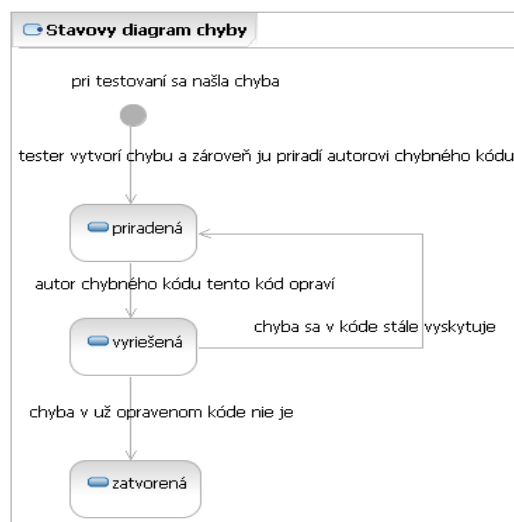 Stavovy diagram chyby
pri testovaní sa našla chyba
tester vytvorí chybu a zároveň ju priradí autorovi chybného kódu
priradená
autor chybného kódu tento kód opraví
chyba sa v kóde stále vyskytuje
vyriešená
chyba v už opravenom kóde nie je
zatvorená